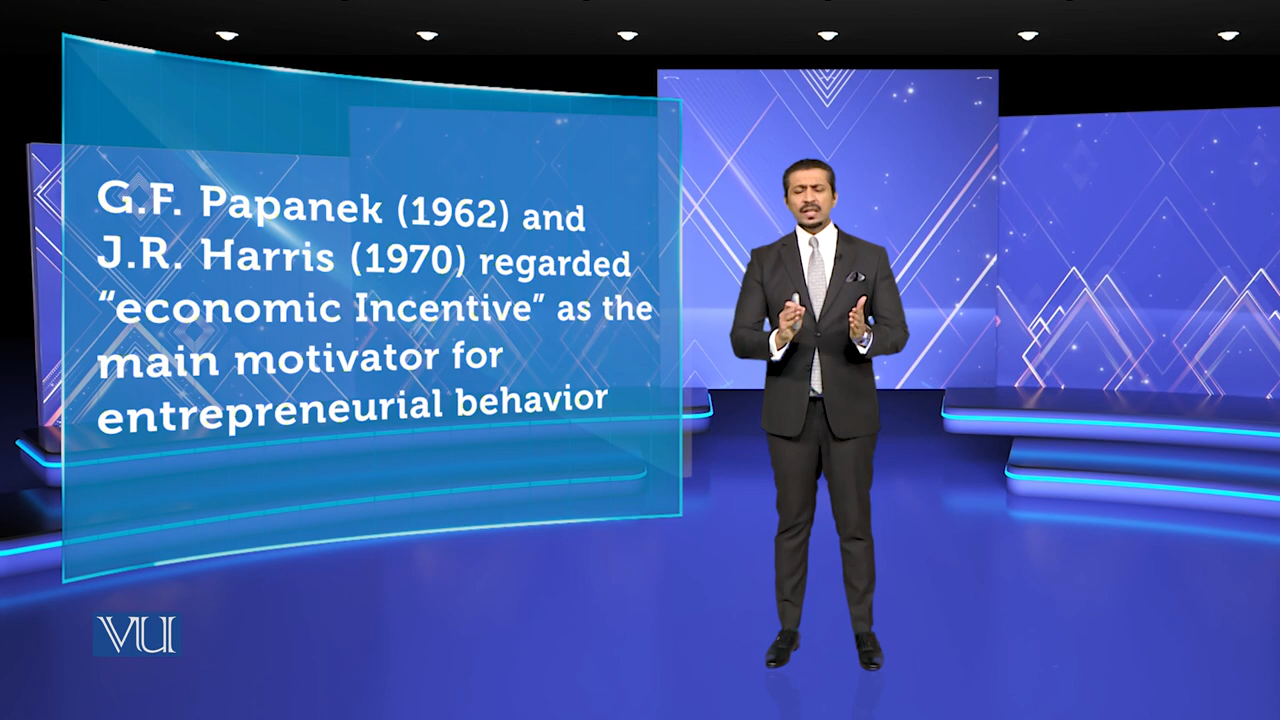 G.F. Papanek (1962) and
J.R. Harris (1970) regarded
“economic Incentive” as the
main motivator for
entrepreneurial behavior
VU